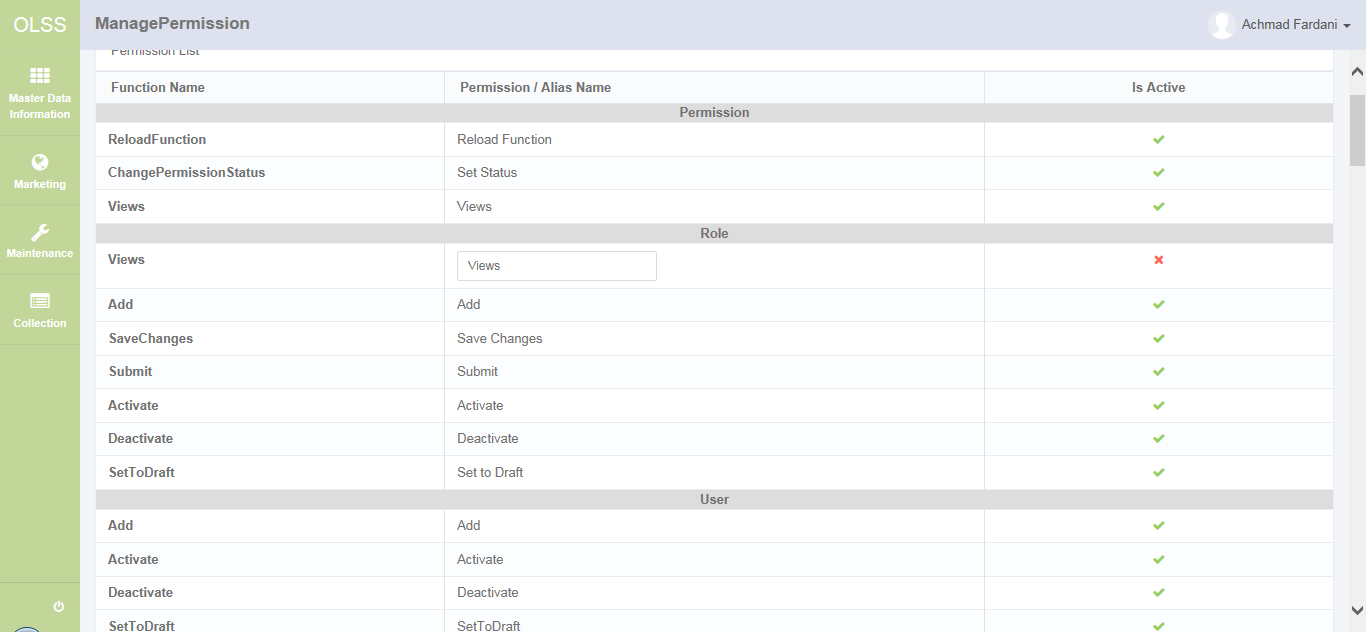 OLSS
ManagePermission
Achmad Fardani
Master Data
Information
Marketing
Maintenance
Collection
Permission List
Function Name Permission / Alias Name Is Active
Permission
ReloadFunction Reload Function
ChangePermissionStatus Set Status
Views Views
Role
Views Views
Add Add
SaveChanges Save Changes
Submit Submit
Activate Activate
Deactivate Deactivate
SetToDraft Set to Draft
User
Add Add
Activate Activate
Deactivate Deactivate
SetToDraft SetToDraft